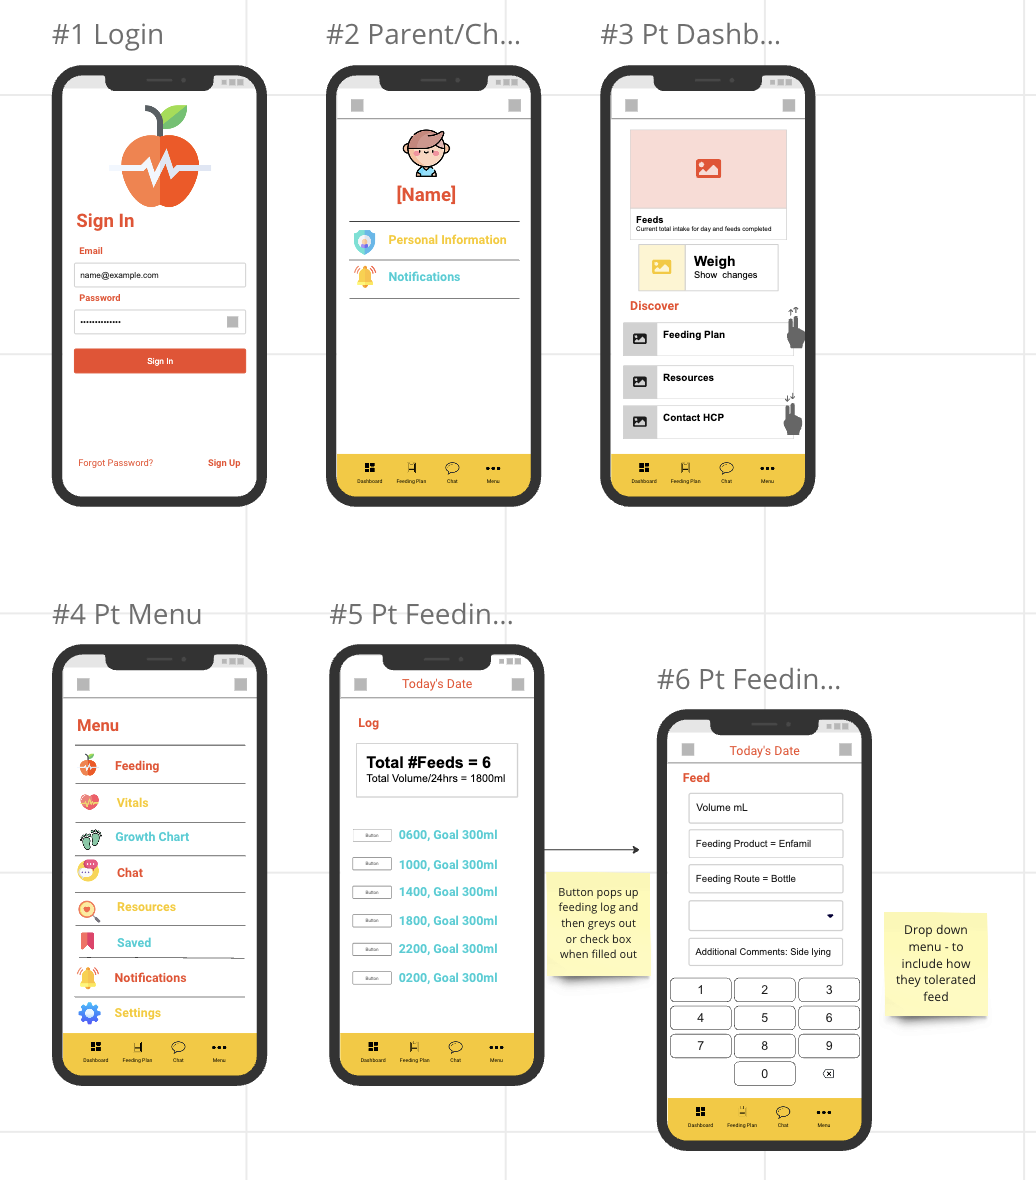 #1 Login
Sign In
Email
name@example.com
Password
••••••••••••••
Sign In
Forgot Password?
Sign Up
#2 Parent/Ch...
[Name]
Personal Information
Notifications
Dashboard
Feeding Plan
Chat
Menu
#3 Pt Dashb...
Feeds
Current total intake for day and feeds completed
Weigh
Show changes
Discover
Feeding Plan
Resources
Contact HCP
Dashboard
Feeding Plan
Chat
Menu
#4 Pt Menu
Menu
Feeding
Vitals
Growth Chart
Chat
Resources
Saved
Notifications
Settings
Dashboard
Feeding Plan
Chat
Menu
#5 Pt Feedin...
Today's Date
Log
Total #Feeds = 6
Total Volume/24hrs = 1800ml
Button
0600, Goal 300ml
Button
1000, Goal 300ml
Button
1400, Goal 300ml
Button
1800, Goal 300ml
Button
2200, Goal 300ml
Button
0200, Goal 300ml
Dashboard
Feeding Plan
Chat
Menu
Button pops up
feeding log and
then greys out
or check box
when filled out
#6 Pt Feedin...
Today's Date
Feed
Volume mL
Feeding Product = Enfamil
Feeding Route = Bottle
Additional Comments: Side lying
1 2 3
4 5 6
7 8 9
0
Dashboard
Feeding Plan
Chat
Menu
Drop down
menu - to
include how
they tolerated
feed